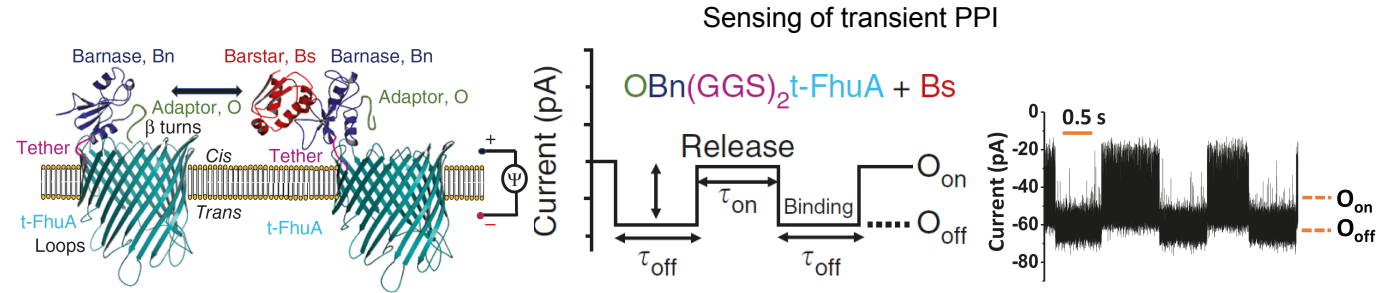 Sensing of transient PPI
Barnase, Bn
Barstar, Bs
Barnase, Bn
Adaptor, O
β turns
Adaptor, O
Tether
Cis
Tether
Trans
t-FhuA
Loops
t-FhuA
+
Ψ
−
Current (pA)
OBn(GGS)2t-FhuA + Bs
Release
τon
Binding
Oon
Ooff
τoff
τoff
Current (pA)
0
-20
-40
-60
-80
0.5 s
Oon
Ooff